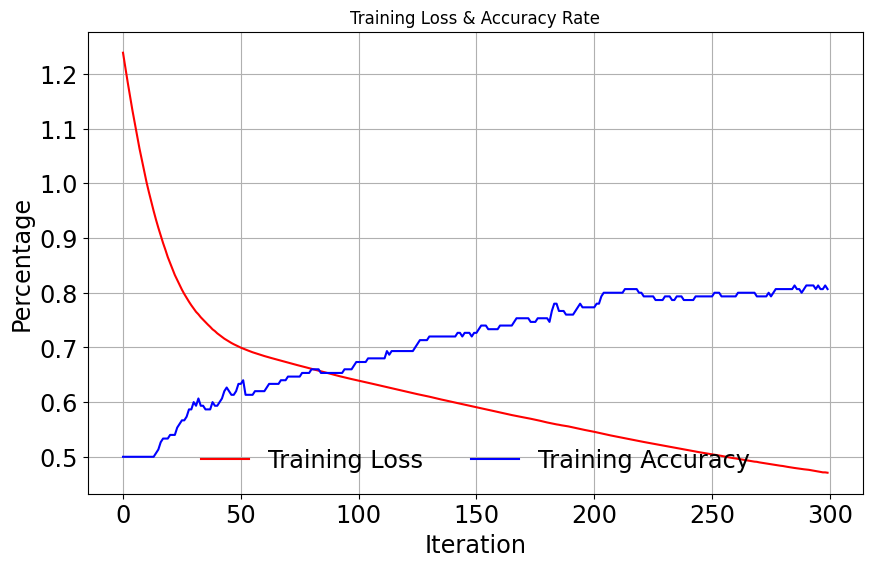 Training Loss & Accuracy Rate
Percentage
1.2
1.1
1.0
0.9
0.8
0.7
0.6
0.5
Training Loss Training Accuracy
0 50 100 150 200 250 300
Iteration